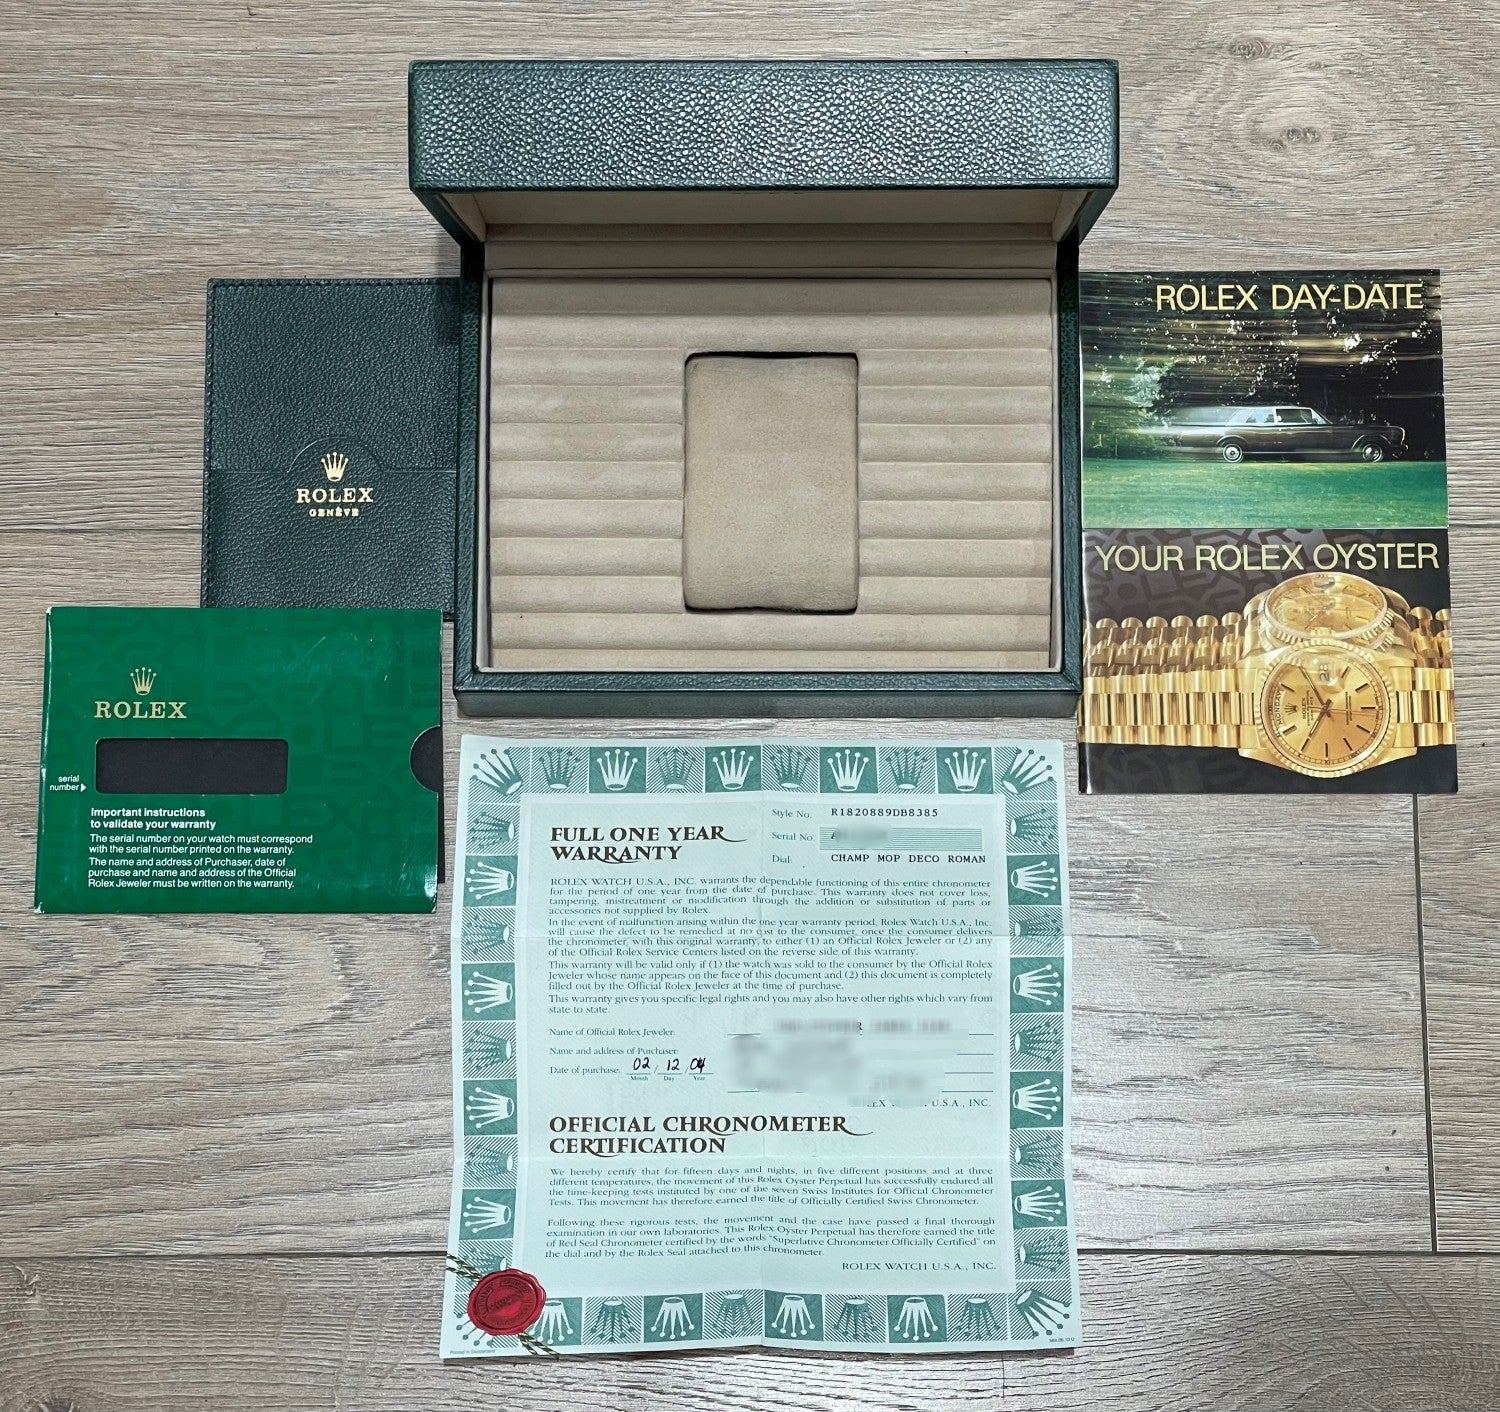 ROLEX
GENÈVE
ROLEX DAY-DATE
YOUR ROLEX OYSTER
ROLEX
serial
number
Important instructions
to validate your warranty
The serial number on your watch must correspond
with the serial number printed on the warranty.
The name and address of Purchaser, date of
purchase and name and address of the Official
Rolex Jeweler must be written on the warranty.
FULL ONE YEAR
WARRANTY
Style No. R1820889DB8385
Serial No.
Dial: CHAMP MOP DECO ROMAN
ROLEX WATCH U.S.A., INC. warrants the dependable functioning of this entire chronometer
for the period of one year from the date of purchase. This warranty does not cover loss,
tampering, mistreatment or modification through the addition or substitution of parts or
accessories not supplied by Rolex.
In the event of malfunction arising within the one year warranty period, Rolex Watch U.S.A., Inc.
will cause the defect to be remedied at no cost to the consumer, once the consumer delivers
the chronometer, with this original warranty, to either (1) an Official Rolex Jeweler or (2) any
of the Official Rolex Service Centers listed on the reverse side of this warranty.
This warranty will be valid only if (1) the watch was sold to the consumer by the Official Rolex
Jeweler whose name appears on the face of this document and (2) this document is completely
filled out by the Official Rolex Jeweler at the time of purchase.
This warranty gives you specific legal rights and you may also have other rights which vary from
state to state.
Name of Official Rolex Jeweler:
Name and address of Purchaser:
Date of purchase: 02 / 12 / 04
Month Day Year
U.S.A., INC.
OFFICIAL CHRONOMETER
CERTIFICATION
We hereby certify that for fifteen days and nights, in five different positions and at three
different temperatures, the movement of this Rolex Oyster Perpetual has successfully endured all
the time-keeping tests instituted by one of the seven Swiss Institutes for Official Chronometer
Tests. This movement has therefore earned the title of Officially Certified Swiss Chronometer.
Following these rigorous tests, the movement and the case have passed a final thorough
examination in our own laboratories. This Rolex Oyster Perpetual has therefore earned the title
of Red Seal Chronometer certified by the words "Superlative Chronometer Officially Certified" on
the dial and by the Rolex Seal attached to this chronometer.
ROLEX WATCH U.S.A., INC.
Printed in Switzerland